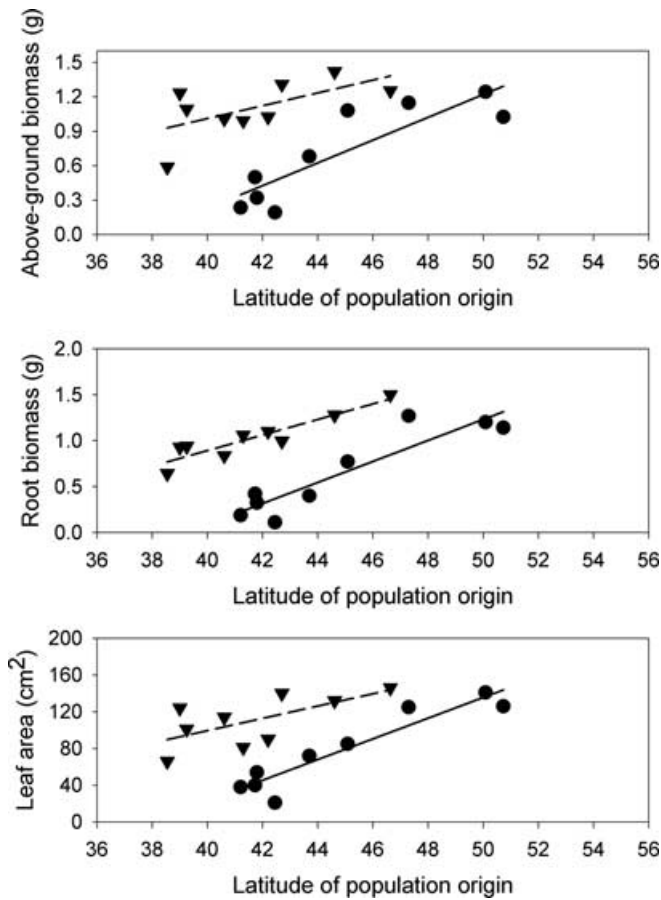 Above-ground biomass (g)
1.5
1.2
0.9
0.6
0.3
0.0
36 38 40 42 44 46 48 50 52 54 56
Latitude of population origin
Root biomass (g)
2.0
1.5
1.0
0.5
0.0
36 38 40 42 44 46 48 50 52 54 56
Latitude of population origin
Leaf area (cm²)
200
160
120
80
40
0
36 38 40 42 44 46 48 50 52 54 56
Latitude of population origin